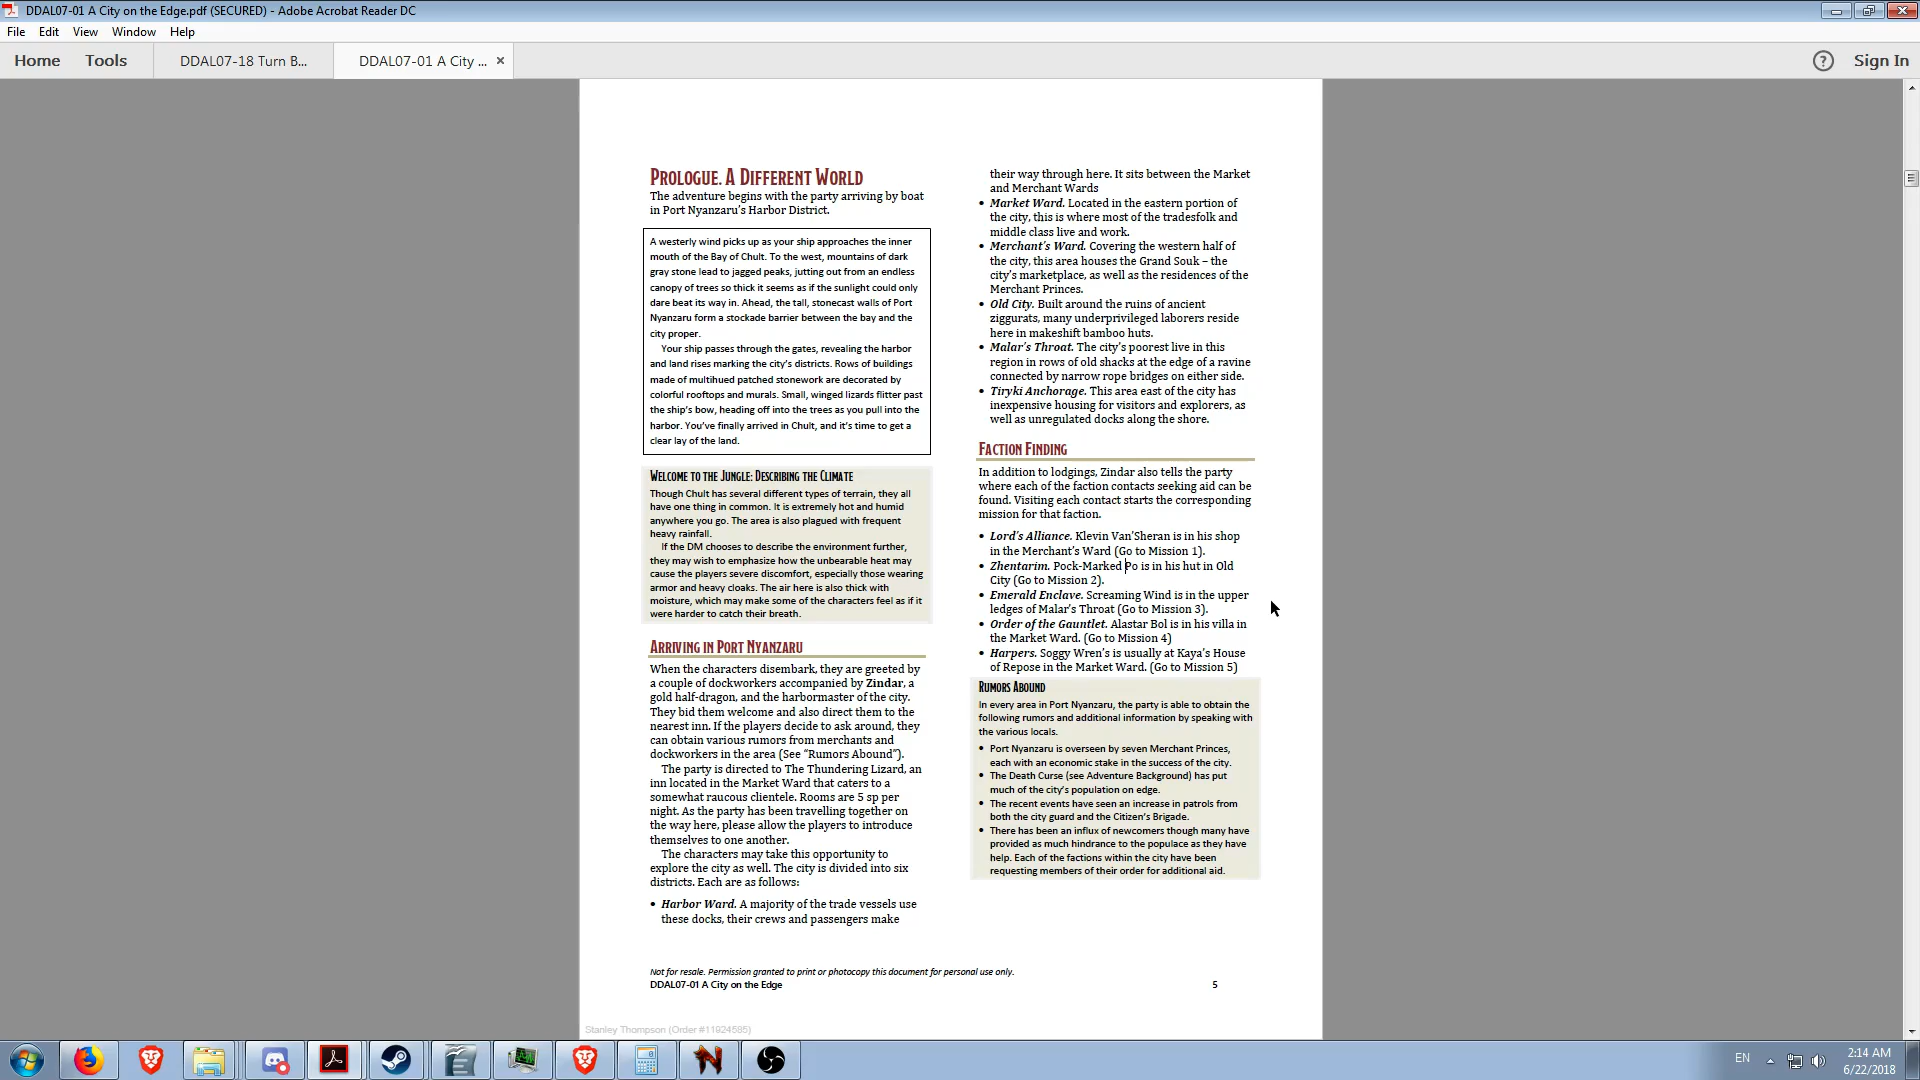 DDAL07-01 A City on the Edge.pdf (SECURED) - Adobe Acrobat Reader DC
File Edit View Window Help
Home Tools DDAL07-18 Turn B... DDAL07-01 A City ... × ? Sign In
PROLOGUE. A DIFFERENT WORLD
The adventure begins with the party arriving by boat
in Port Nyanzaru's Harbor District.
A westerly wind picks up as your ship approaches the inner
mouth of the Bay of Chult. To the west, mountains of dark
gray stone lead to jagged peaks, jutting out from an endless
canopy of trees so thick it seems as if the sunlight could only
dare beat its way in. Ahead, the tall, stonecast walls of Port
Nyanzaru form a stockade barrier between the bay and the
city proper.
Your ship passes through the gates, revealing the harbor
and land rises marking the city's districts. Rows of buildings
made of multihued patched stonework are decorated by
colorful rooftops and murals. Small, winged lizards flitter past
the ship's bow, heading off into the trees as you pull into the
harbor. You've finally arrived in Chult, and it's time to get a
clear lay of the land.
WELCOME TO THE JUNGLE: DESCRIBING THE CLIMATE
Though Chult has several different types of terrain, they all
have one thing in common. It is extremely hot and humid
anywhere you go. The area is also plagued with frequent
heavy rainfall.
If the DM chooses to describe the environment further,
they may wish to emphasize how the unbearable heat may
cause the players severe discomfort, especially those wearing
armor and heavy cloaks. The air here is also thick with
moisture, which may make some of the characters feel as if it
were harder to catch their breath.
ARRIVING IN PORT NYANZARU
When the characters disembark, they are greeted by
a couple of dockworkers accompanied by Zindar, a
gold half-dragon, and the harbormaster of the city.
They bid them welcome and also direct them to the
nearest inn. If the players decide to ask around, they
can obtain various rumors from merchants and
dockworkers in the area (See "Rumors Abound").
The party is directed to The Thundering Lizard, an
inn located in the Market Ward that caters to a
somewhat raucous clientele. Rooms are 5 sp per
night. As the party has been travelling together on
the way here, please allow the players to introduce
themselves to one another.
The characters may take this opportunity to
explore the city as well. The city is divided into six
districts. Each are as follows:
• Harbor Ward. A majority of the trade vessels use
these docks, their crews and passengers make
their way through here. It sits between the Market
and Merchant Wards
• Market Ward. Located in the eastern portion of
the city, this is where most of the tradesfolk and
middle class live and work.
• Merchant's Ward. Covering the western half of
the city, this area houses the Grand Souk – the
city's marketplace, as well as the residences of the
Merchant Princes.
• Old City. Built around the ruins of ancient
ziggurats, many underprivileged laborers reside
here in makeshift bamboo huts.
• Malar's Throat. The city's poorest live in this
region in rows of old shacks at the edge of a ravine
connected by narrow rope bridges on either side.
• Tiryki Anchorage. This area east of the city has
inexpensive housing for visitors and explorers, as
well as unregulated docks along the shore.
FACTION FINDING
In addition to lodgings, Zindar also tells the party
where each of the faction contacts seeking aid can be
found. Visiting each contact starts the corresponding
mission for that faction.
• Lord's Alliance. Klevin Van'Sheran is in his shop
in the Merchant's Ward (Go to Mission 1).
• Zhentarim. Pock-Marked Po is in his hut in Old
City (Go to Mission 2).
• Emerald Enclave. Screaming Wind is in the upper
ledges of Malar's Throat (Go to Mission 3).
• Order of the Gauntlet. Alastar Bol is in his villa in
the Market Ward. (Go to Mission 4)
• Harpers. Soggy Wren's is usually at Kaya's House
of Repose in the Market Ward. (Go to Mission 5)
RUMORS ABOUND
In every area in Port Nyanzaru, the party is able to obtain the
following rumors and additional information by speaking with
the various locals.
• Port Nyanzaru is overseen by seven Merchant Princes,
each with an economic stake in the success of the city.
• The Death Curse (see Adventure Background) has put
much of the city's population on edge.
• The recent events have seen an increase in patrols from
both the city guard and the Citizen's Brigade.
• There has been an influx of newcomers though many have
provided as much hindrance to the populace as they have
help. Each of the factions within the city have been
requesting members of their order for additional aid.
Not for resale. Permission granted to print or photocopy this document for personal use only.
DDAL07-01 A City on the Edge 5
Stanley Thompson (Order #11924585)
EN 2:14 AM
6/22/2018